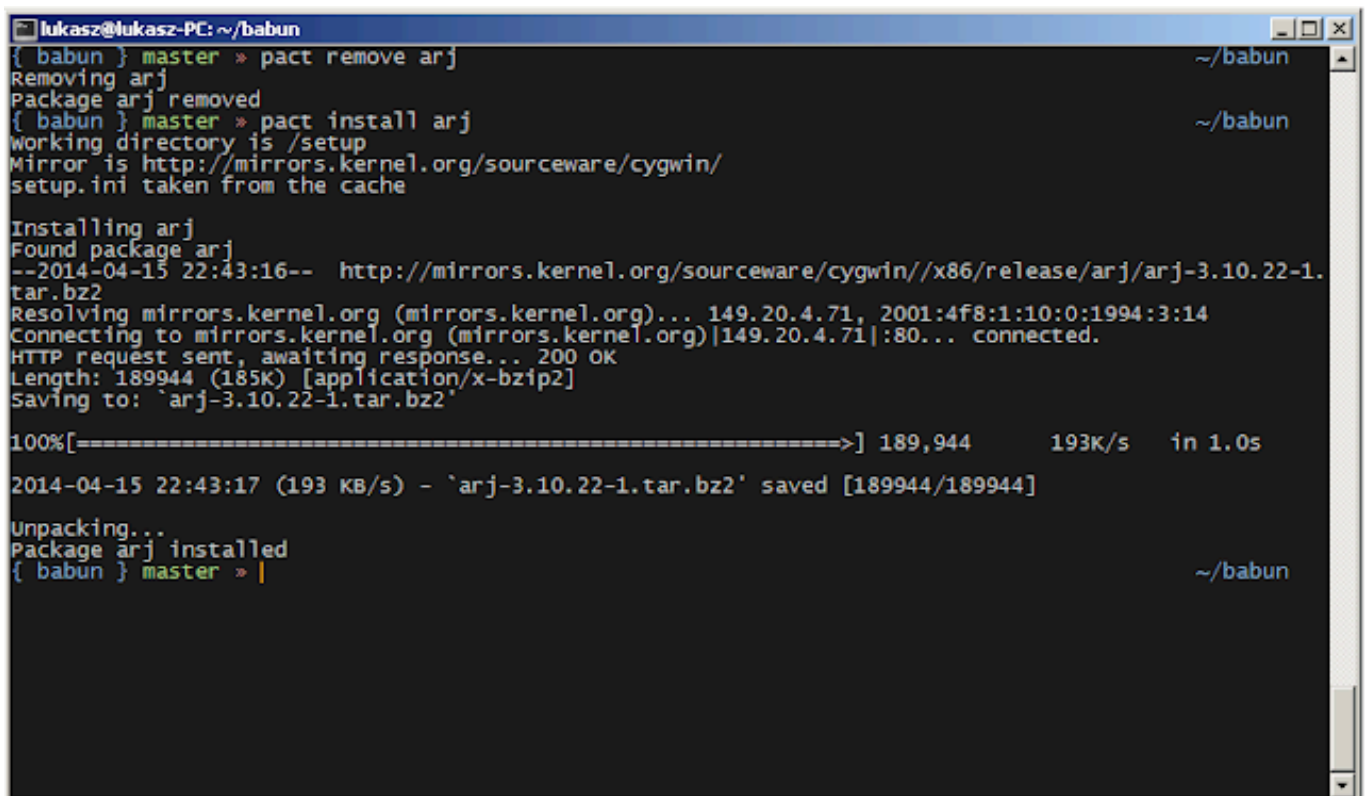 lukasz@lukasz-PC: ~/babun
{ babun } master » pact remove arj ~/babun
Removing arj
Package arj removed
{ babun } master » pact install arj ~/babun
Working directory is /setup
Mirror is http://mirrors.kernel.org/sourceware/cygwin/
setup.ini taken from the cache
Installing arj
Found package arj
--2014-04-15 22:43:16-- http://mirrors.kernel.org/sourceware/cygwin//x86/release/arj/arj-3.10.22-1.
tar.bz2
Resolving mirrors.kernel.org (mirrors.kernel.org)... 149.20.4.71, 2001:4f8:1:10:0:1994:3:14
Connecting to mirrors.kernel.org (mirrors.kernel.org)|149.20.4.71|:80... connected.
HTTP request sent, awaiting response... 200 OK
Length: 189944 (185K) [application/x-bzip2]
Saving to: `arj-3.10.22-1.tar.bz2'
100%[==========================================================>] 189,944 193K/s in 1.0s
2014-04-15 22:43:17 (193 KB/s) - `arj-3.10.22-1.tar.bz2' saved [189944/189944]
Unpacking...
Package arj installed
{ babun } master » ~/babun